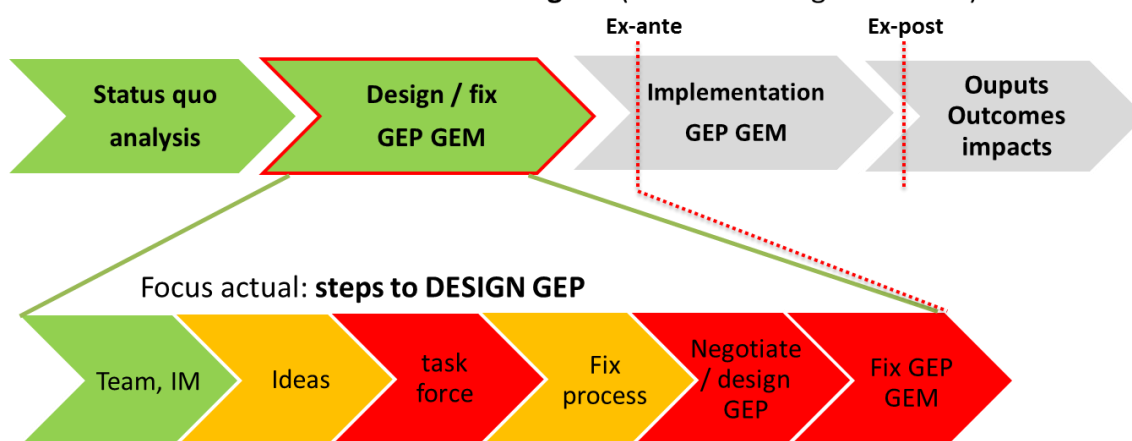 Ex-ante
Ex-post
Status quo
analysis
Design / fix
GEP GEM
Implementation
GEP GEM
Ouputs
Outcomes
impacts
Focus actual: steps to DESIGN GEP
Team, IM
Ideas
task
force
Fix
process
Negotiate
/ design
GEP
Fix GEP
GEM